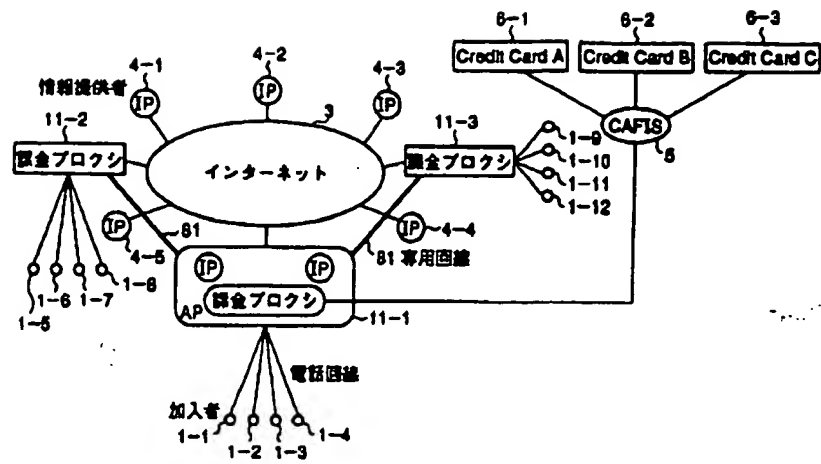 6-1 6-2 6-3
Credit Card A Credit Card B Credit Card C
4-1 4-2 4-3
情報提供者 IP IP IP
CAFIS
5
11-2 3 11-3
課金プロクシ インターネット 課金プロクシ
1-9
1-10
1-11
1-12
IP 4-5 81 IP 4-4
81 専用回線
1-5 1-6 1-7 1-8
IP IP
AP 課金プロクシ
11-1
電話回線
加入者
1-1 1-2 1-3 1-4